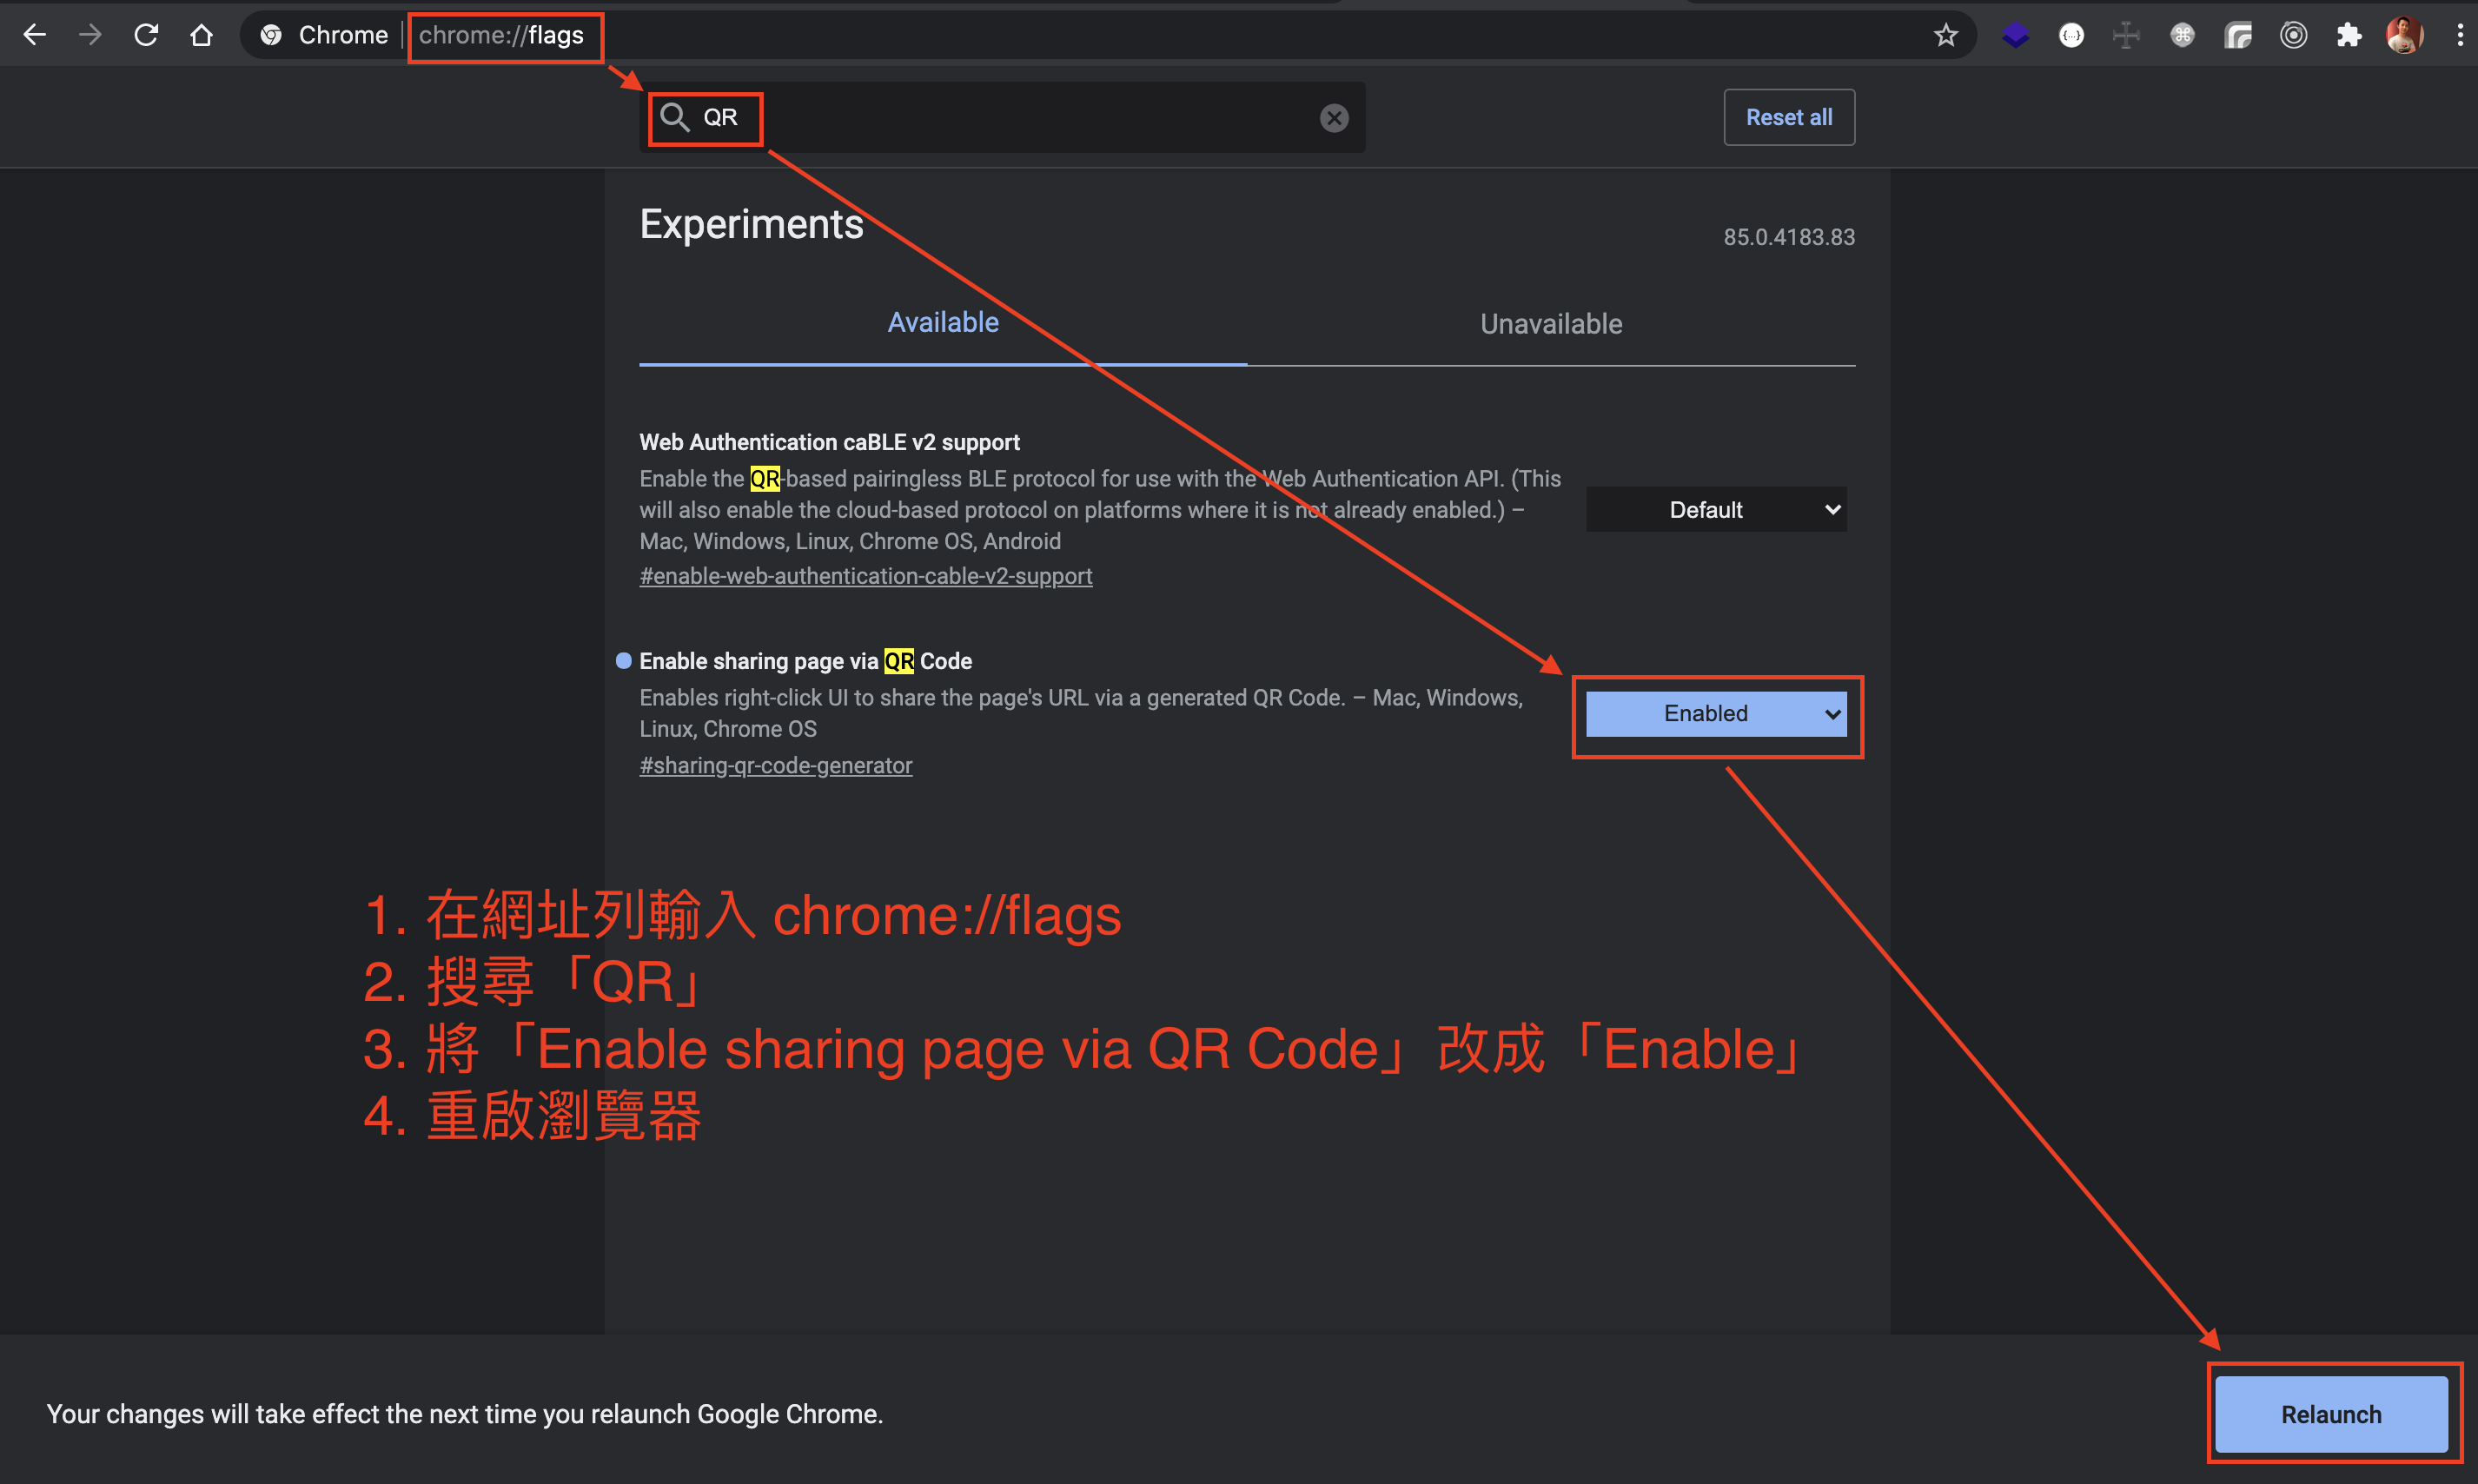 Chrome | chrome://flags
QR
Reset all
Experiments
85.0.4183.83
Available
Unavailable
Web Authentication caBLE v2 support
Enable the QR-based pairingless BLE protocol for use with the Web Authentication API. (This
will also enable the cloud-based protocol on platforms where it is not already enabled.) –
Mac, Windows, Linux, Chrome OS, Android
#enable-web-authentication-cable-v2-support
Default
Enable sharing page via QR Code
Enables right-click UI to share the page's URL via a generated QR Code. – Mac, Windows,
Linux, Chrome OS
#sharing-qr-code-generator
Enabled
1. 在網址列輸入 chrome://flags
2. 搜尋「QR」
3. 將「Enable sharing page via QR Code」改成「Enable」
4. 重啟瀏覽器
Your changes will take effect the next time you relaunch Google Chrome.
Relaunch